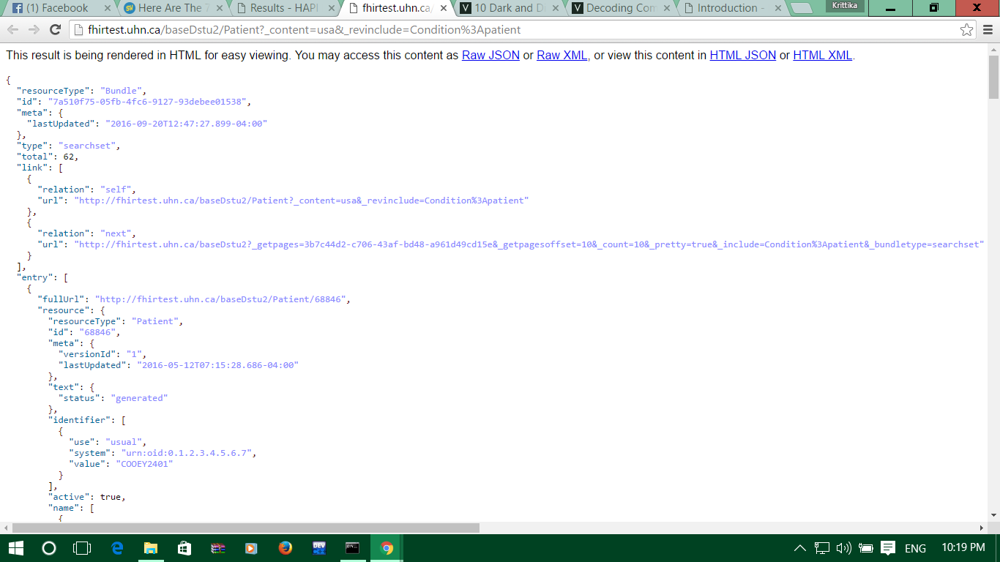 (1) Facebook
Here Are The 7
Results - HAPI
fhirtest.uhn.ca/
10 Dark and D
Decoding Com
Introduction -
Krittika
fhirtest.uhn.ca/baseDstu2/Patient?_content=usa&_revinclude=Condition%3Apatient
This result is being rendered in HTML for easy viewing. You may access this content as Raw JSON or Raw XML, or view this content in HTML JSON or HTML XML.
{
"resourceType": "Bundle",
"id": "7a510f75-05fb-4fc6-9127-93debee01538",
"meta": {
"lastUpdated": "2016-09-20T12:47:27.899-04:00"
},
"type": "searchset",
"total": 62,
"link": [
{
"relation": "self",
"url": "http://fhirtest.uhn.ca/baseDstu2/Patient?_content=usa&_revinclude=Condition%3Apatient"
},
{
"relation": "next",
"url": "http://fhirtest.uhn.ca/baseDstu2?_getpages=3b7c44d2-c706-43af-bd48-a961d49cd15e&_getpagesoffset=10&_count=10&_pretty=true&_include=Condition%3Apatient&_bundletype=searchset"
}
],
"entry": [
{
"fullUrl": "http://fhirtest.uhn.ca/baseDstu2/Patient/68846",
"resource": {
"resourceType": "Patient",
"id": "68846",
"meta": {
"versionId": "1",
"lastUpdated": "2016-05-12T07:15:28.686-04:00"
},
"text": {
"status": "generated"
},
"identifier": [
{
"use": "usual",
"system": "urn:oid:0.1.2.3.4.5.6.7",
"value": "COOEY2401"
}
],
"active": true,
"name": [
{
DEV
ENG
10:19 PM